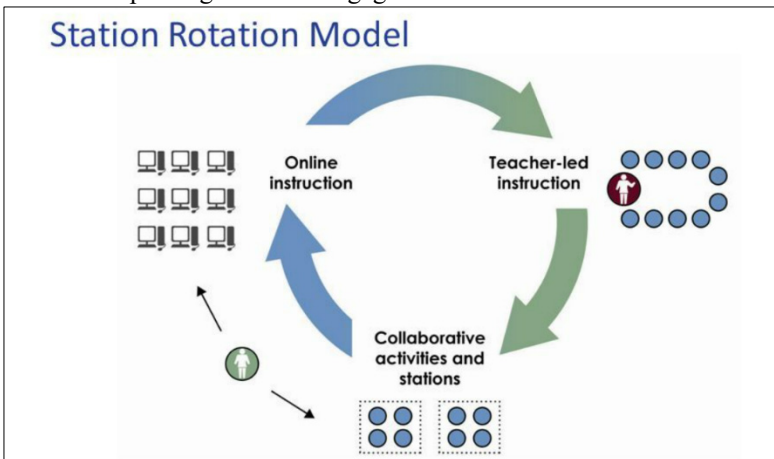 Station Rotation Model
Online
instruction
Teacher-led
instruction
Collaborative
activities and
stations